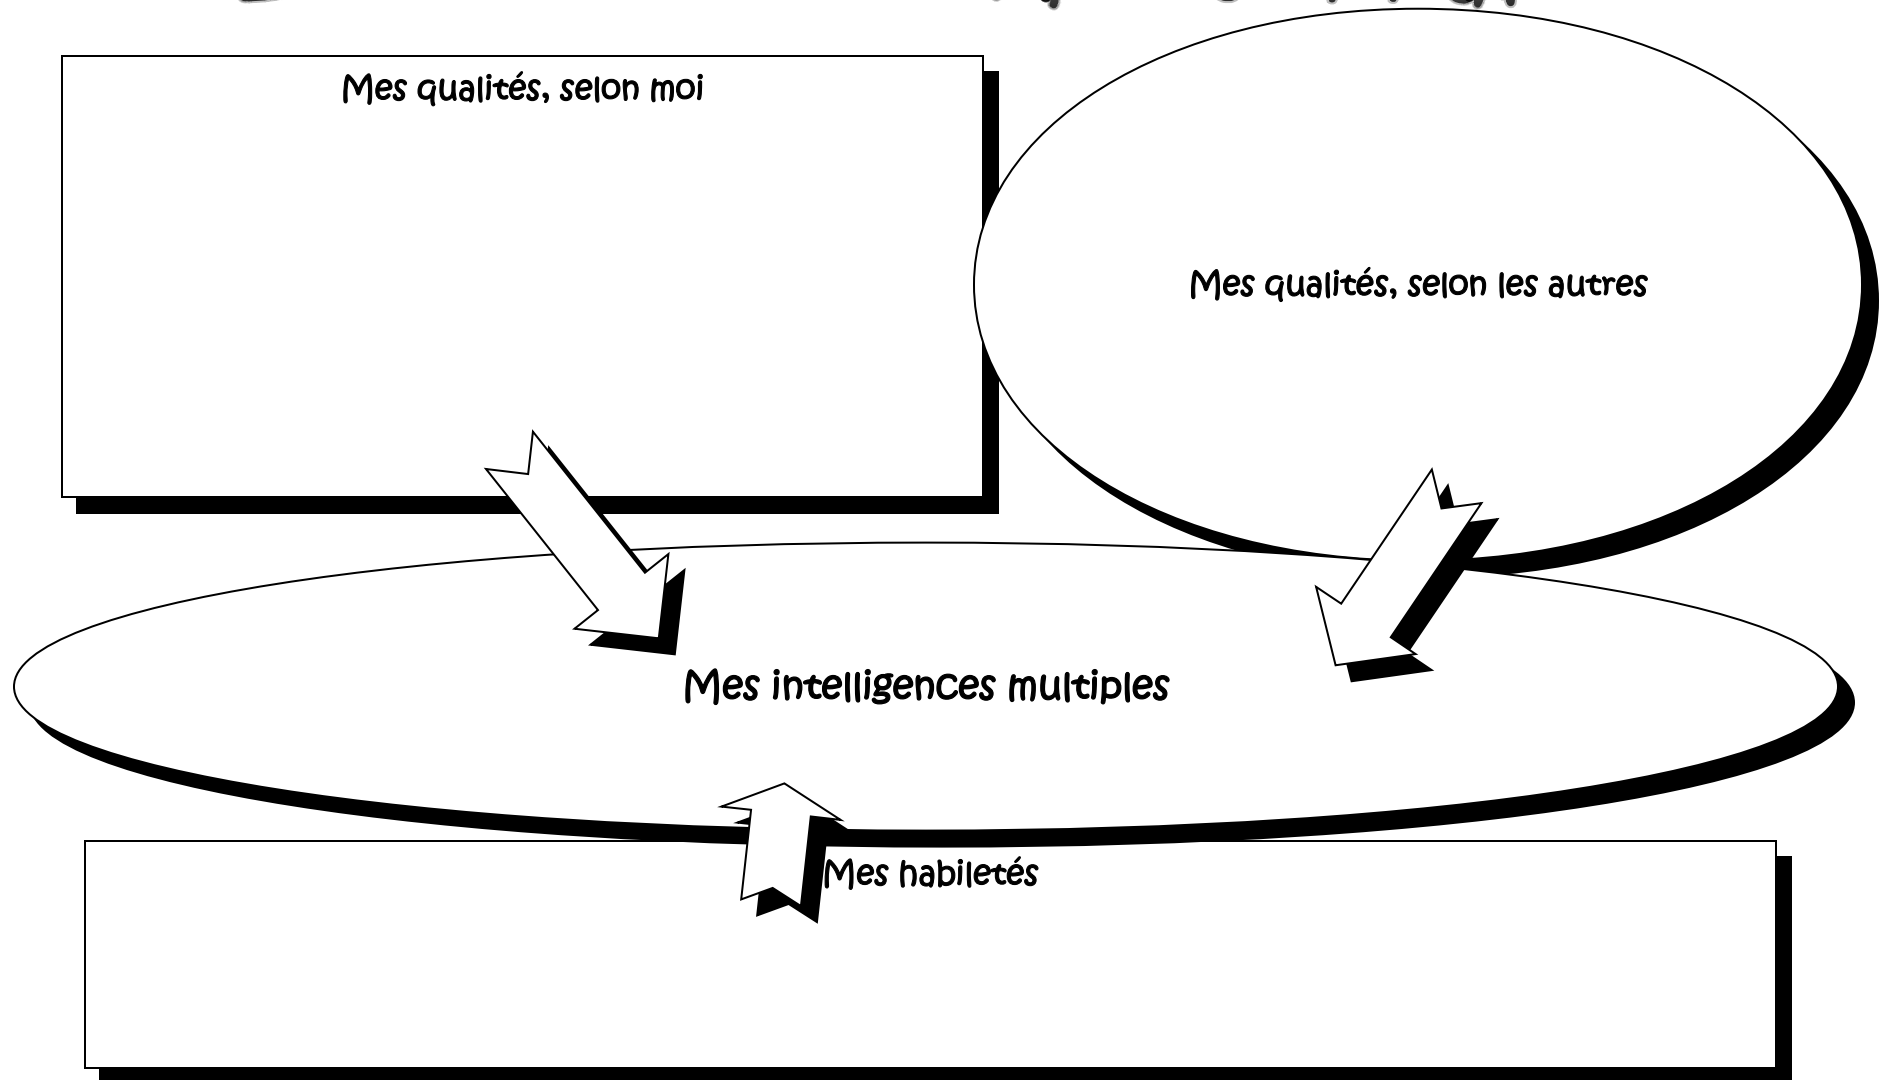 Mes qualités, selon moi
Mes qualités, selon les autres
Mes intelligences multiples
Mes habiletés